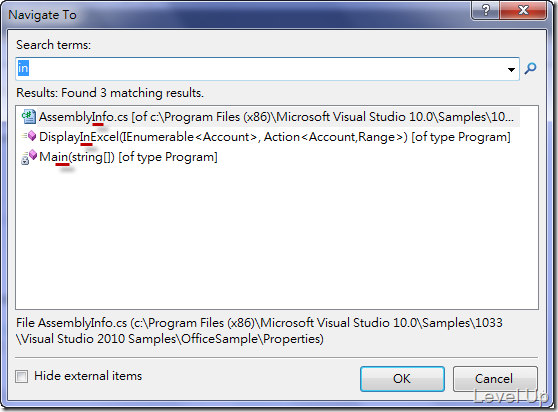 Navigate To
Search terms:
in
Results: Found 3 matching results.
AssemblyInfo.cs [of c:\Program Files (x86)\Microsoft Visual Studio 10.0\Samples\10...
DisplayInExcel(IEnumerable<Account>, Action<Account,Range>) [of type Program]
Main(string[]) [of type Program]
File AssemblyInfo.cs (c:\Program Files (x86)\Microsoft Visual Studio 10.0\Samples\1033
\Visual Studio 2010 Samples\OfficeSample\Properties)
Hide external items
OK
Cancel
Level Up